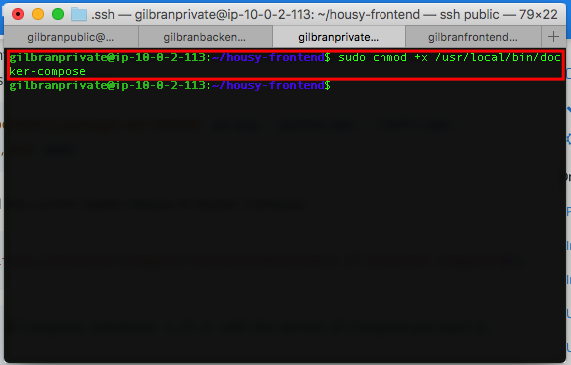 .ssh — gilbranprivate@ip-10-0-2-113: ~/housy-frontend — ssh public — 79×22
gilbranpublic@... gilbranbacken... gilbranprivate... gilbranfrontend...
gilbranprivate@ip-10-0-2-113:~/housy-frontend$ sudo chmod +x /usr/local/bin/doc
ker-compose
gilbranprivate@ip-10-0-2-113:~/housy-frontend$